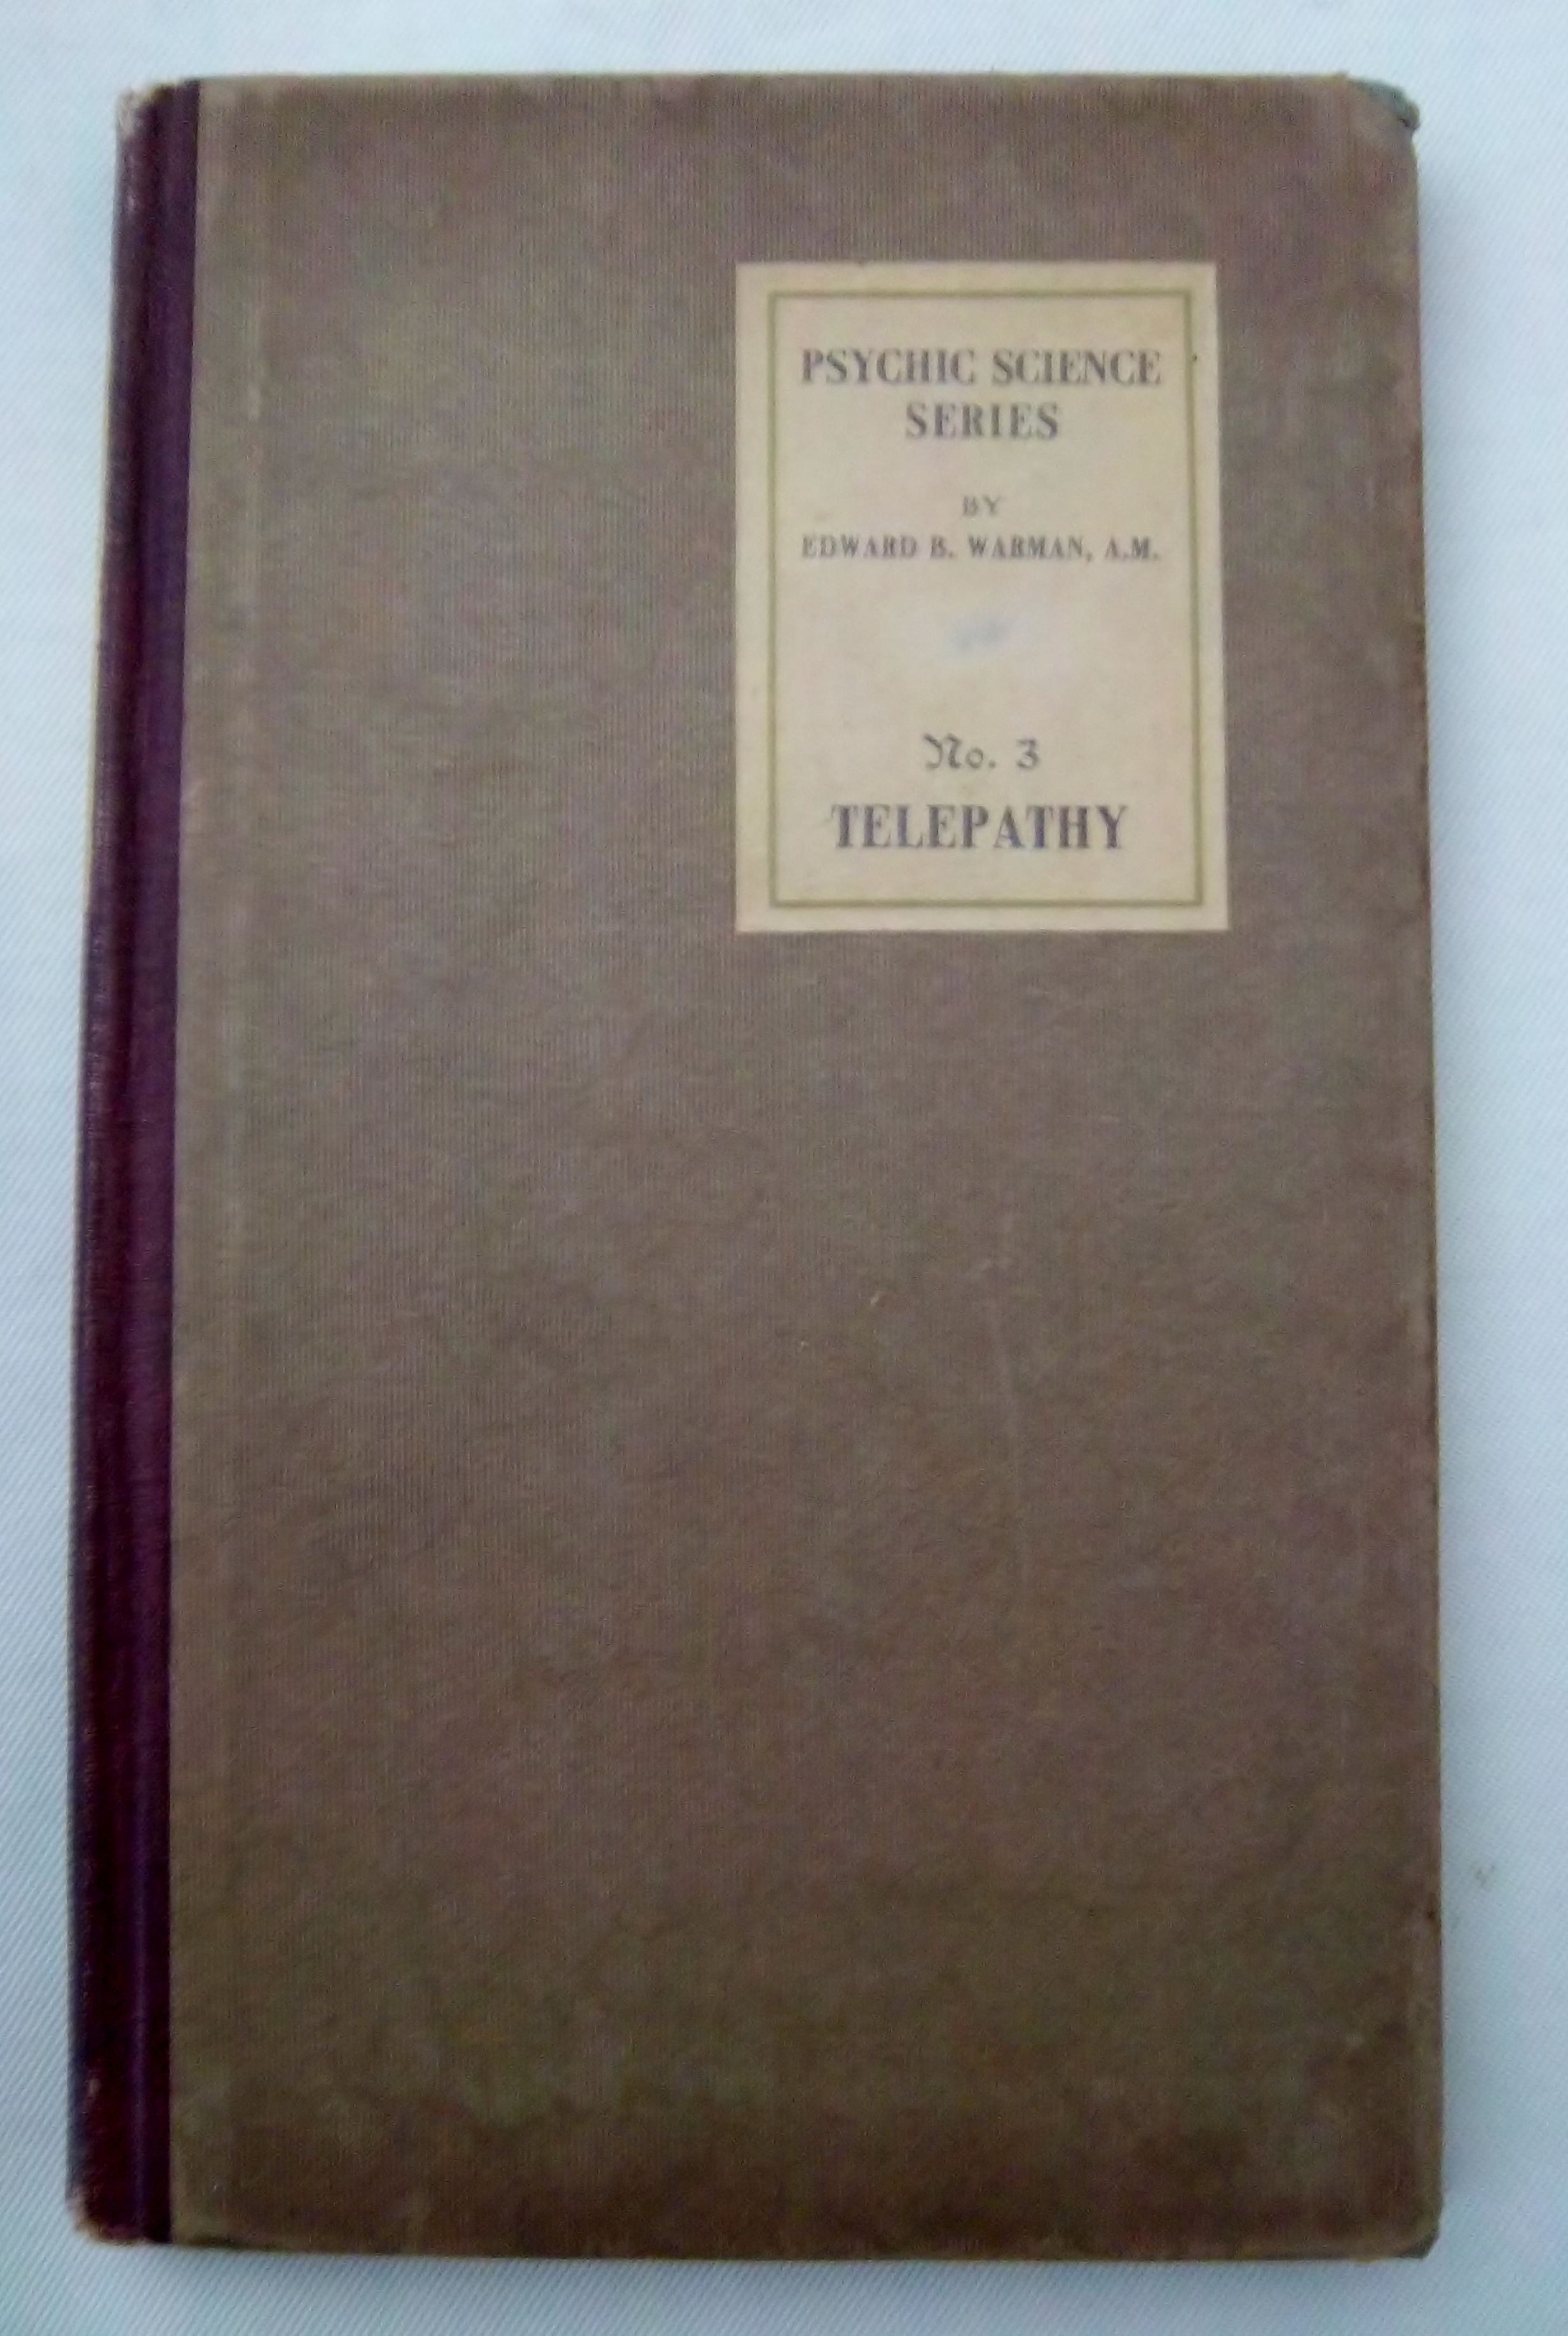 PSYCHIC SCIENCE
SERIES
BY
EDWARD B. WARMAN, A.M.
No. 3
TELEPATHY